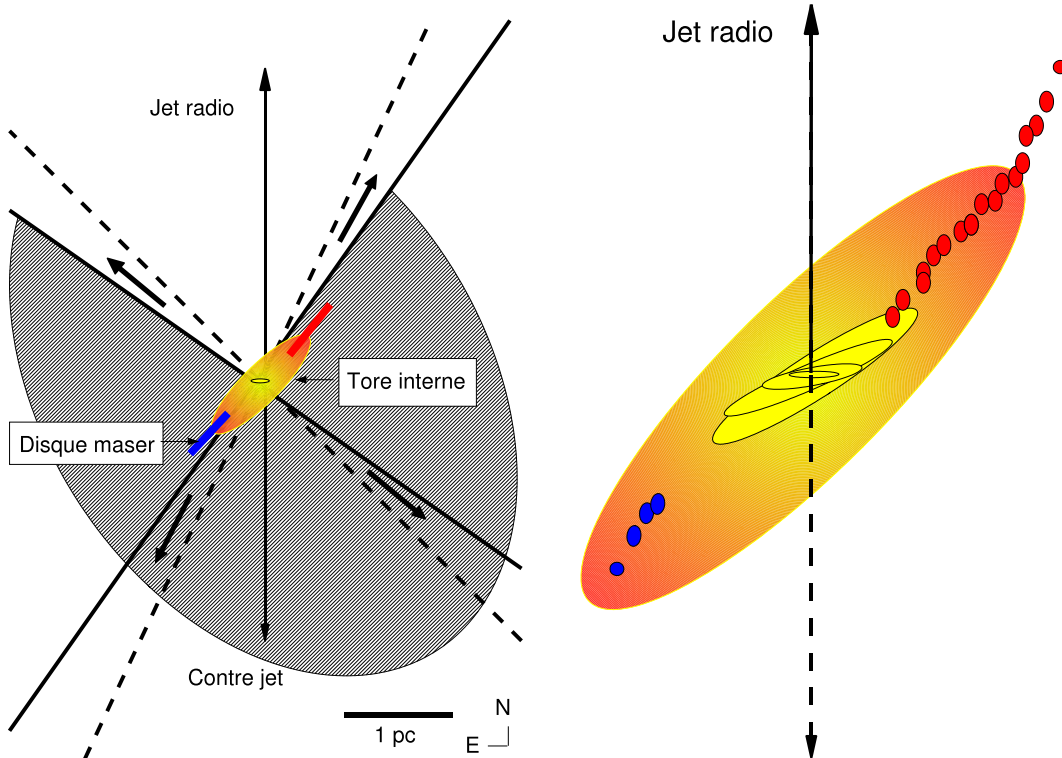 Jet radio
Tore interne
Disque maser
Contre jet
1 pc
N
E
Jet radio